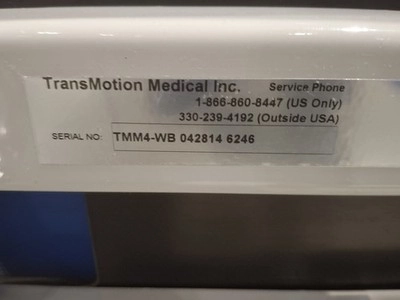 TransMotion Medical Inc. Service Phone
1-866-860-8447 (US Only)
330-239-4192 (Outside USA)
SERIAL NO: TMM4-WB 042814 6246